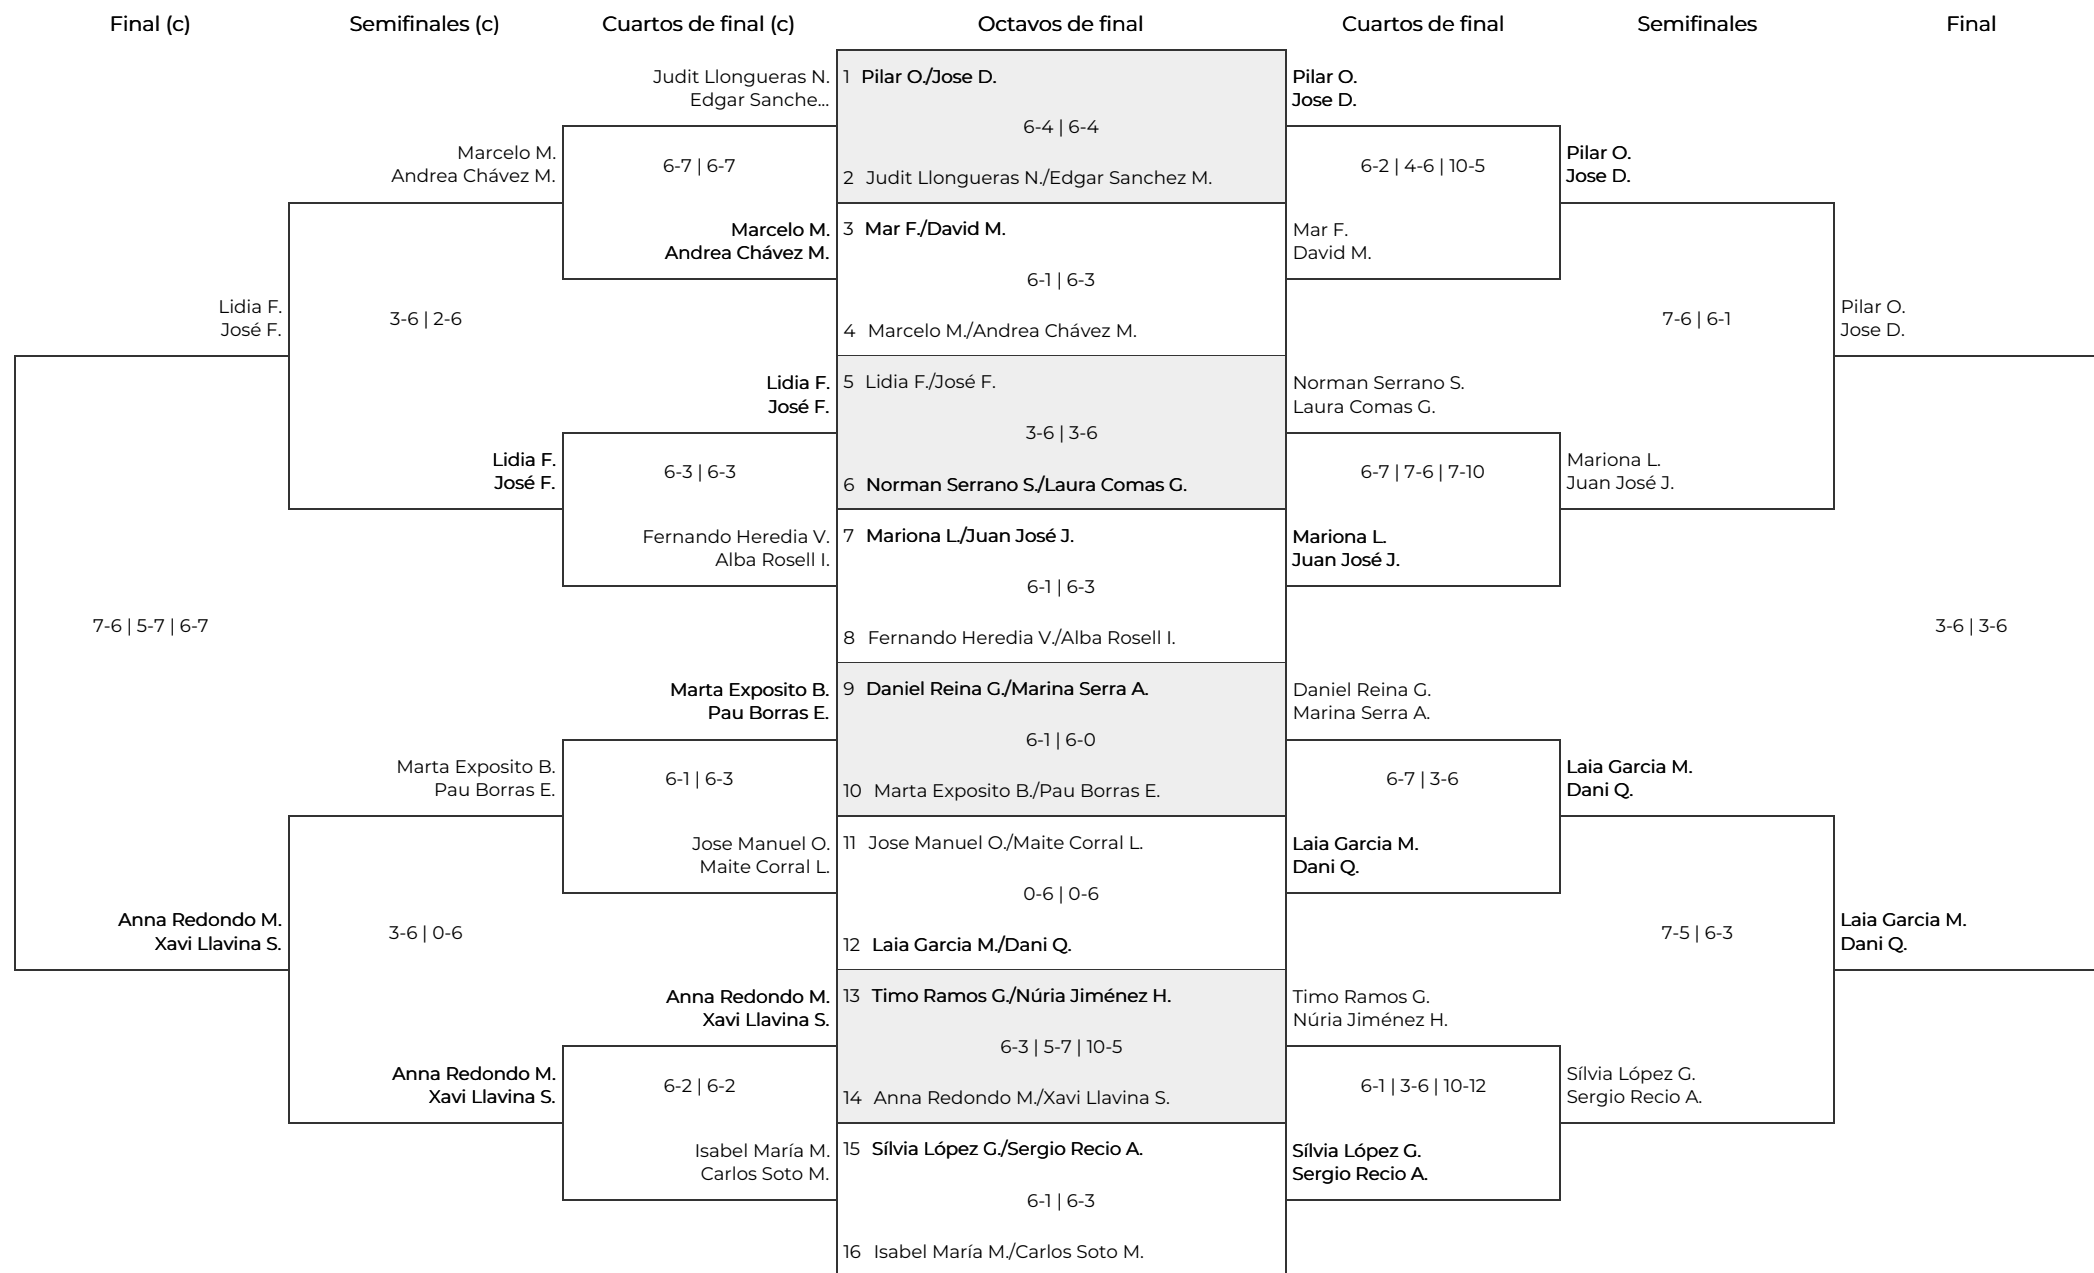 Final (c)
Semifinales (c)
Cuartos de final (c)
Octavos de final
Cuartos de final
Semifinales
Final
Lidia F.
José F.
7-6 | 5-7 | 6-7
Anna Redondo M.
Xavi Llavina S.
Marcelo M.
Andrea Chávez M.
3-6 | 2-6
Lidia F.
José F.
Marta Exposito B.
Pau Borras E.
3-6 | 0-6
Anna Redondo M.
Xavi Llavina S.
Judit Llongueras N.
Edgar Sanche...
6-7 | 6-7
Marcelo M.
Andrea Chávez M.
Lidia F.
José F.
6-3 | 6-3
Fernando Heredia V.
Alba Rosell I.
Marta Exposito B.
Pau Borras E.
6-1 | 6-3
Jose Manuel O.
Maite Corral L.
Anna Redondo M.
Xavi Llavina S.
6-2 | 6-2
Isabel María M.
Carlos Soto M.
1 Pilar O./Jose D.
6-4 | 6-4
2 Judit Llongueras N./Edgar Sanchez M.
3 Mar F./David M.
6-1 | 6-3
4 Marcelo M./Andrea Chávez M.
5 Lidia F./José F.
3-6 | 3-6
6 Norman Serrano S./Laura Comas G.
7 Mariona L./Juan José J.
6-1 | 6-3
8 Fernando Heredia V./Alba Rosell I.
9 Daniel Reina G./Marina Serra A.
6-1 | 6-0
10 Marta Exposito B./Pau Borras E.
11 Jose Manuel O./Maite Corral L.
0-6 | 0-6
12 Laia Garcia M./Dani Q.
13 Timo Ramos G./Núria Jiménez H.
6-3 | 5-7 | 10-5
14 Anna Redondo M./Xavi Llavina S.
15 Sílvia López G./Sergio Recio A.
6-1 | 6-3
16 Isabel María M./Carlos Soto M.
Pilar O.
Jose D.
6-2 | 4-6 | 10-5
Mar F.
David M.
Norman Serrano S.
Laura Comas G.
6-7 | 7-6 | 7-10
Mariona L.
Juan José J.
Daniel Reina G.
Marina Serra A.
6-7 | 3-6
Laia Garcia M.
Dani Q.
Timo Ramos G.
Núria Jiménez H.
6-1 | 3-6 | 10-12
Sílvia López G.
Sergio Recio A.
Pilar O.
Jose D.
7-6 | 6-1
Mariona L.
Juan José J.
Laia Garcia M.
Dani Q.
7-5 | 6-3
Sílvia López G.
Sergio Recio A.
Pilar O.
Jose D.
3-6 | 3-6
Laia Garcia M.
Dani Q.